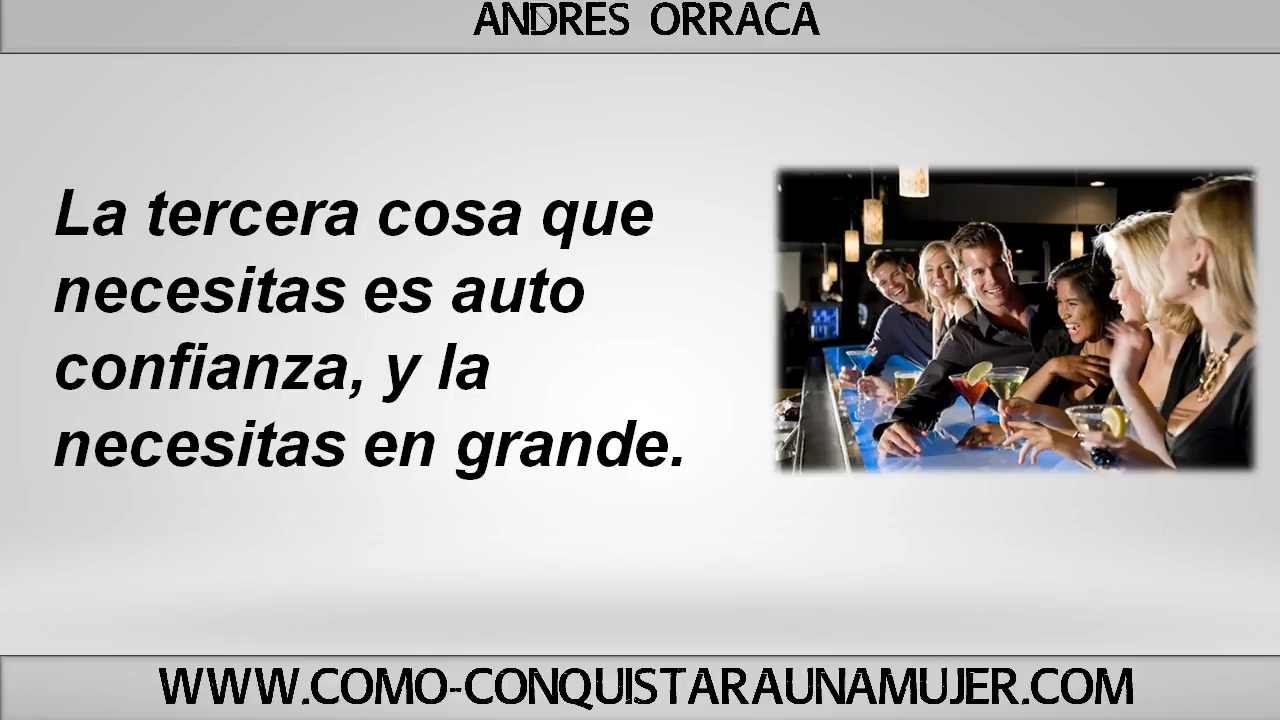 ANDRES ORRACA
La tercera cosa que
necesitas es auto
confianza, y la
necesitas en grande.
WWW.COMO-CONQUISTARAUNAMUJER.COM